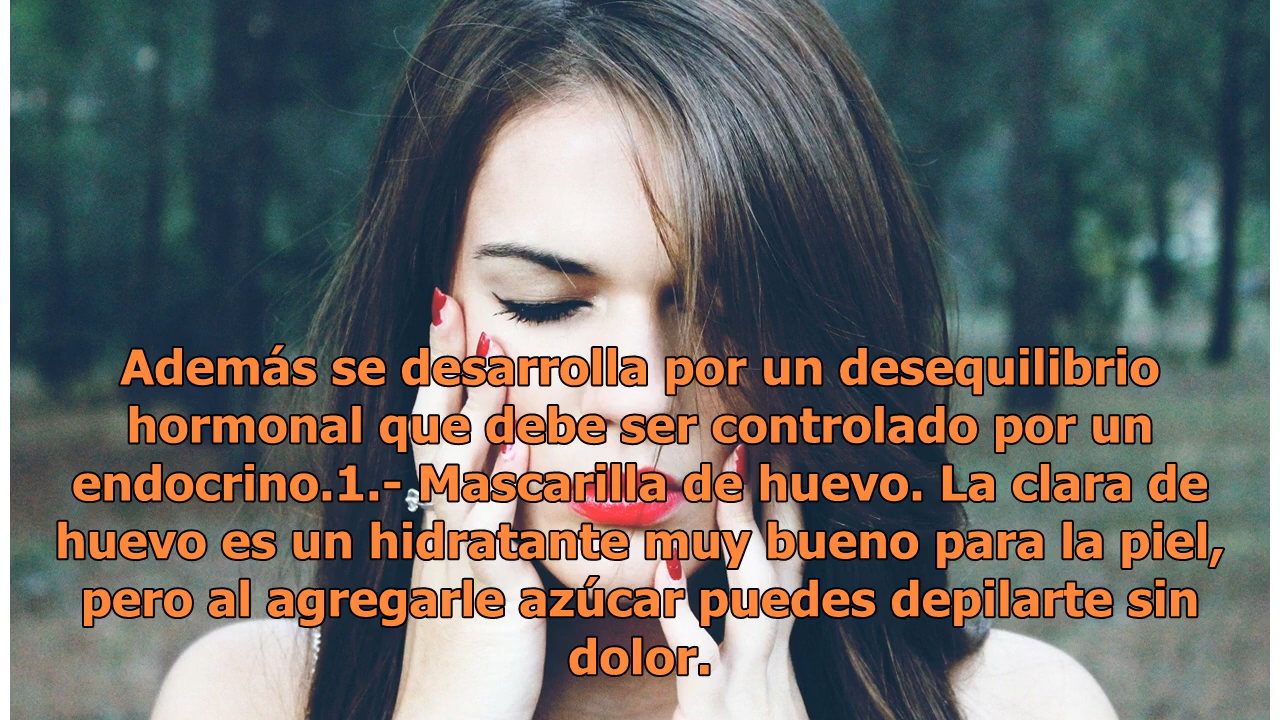 Además se desarrolla por un desequilibrio
hormonal que debe ser controlado por un
endocrino.1.- Mascarilla de huevo. La clara de
huevo es un hidratante muy bueno para la piel,
pero al agregarle azúcar puedes depilarte sin
dolor.